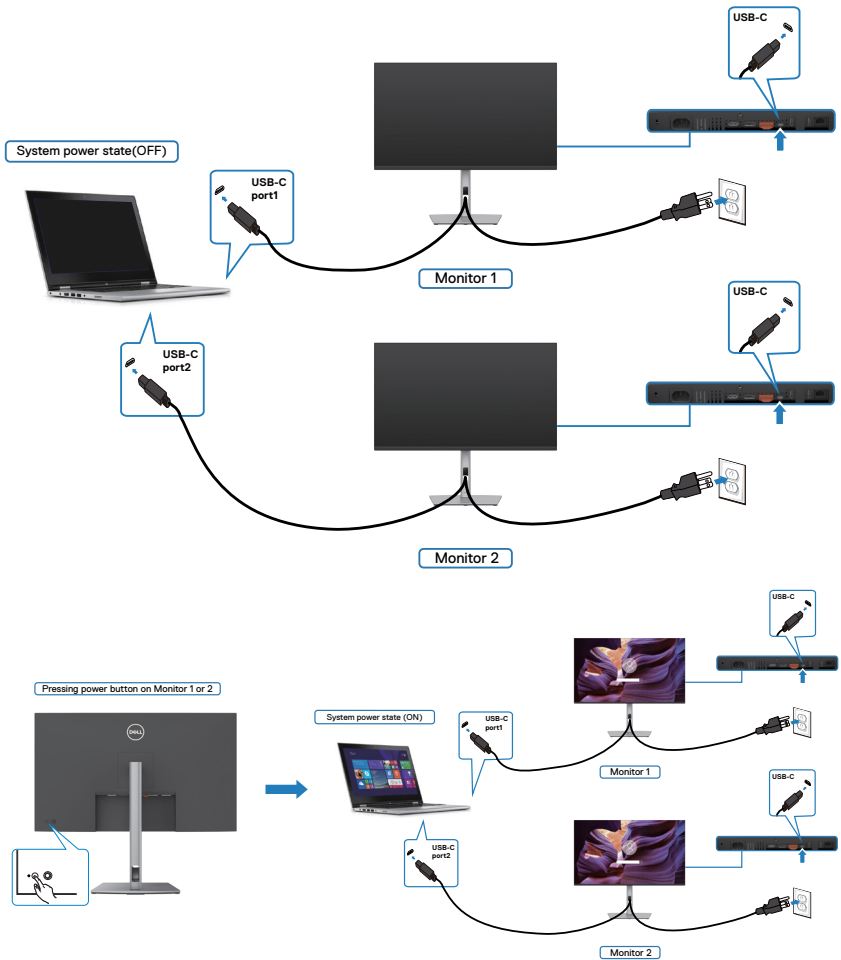 USB-C
System power state(OFF)
USB-C
port1
Monitor 1
USB-C
USB-C
port2
Monitor 2
USB-C
Pressing power button on Monitor 1 or 2
System power state (ON)
USB-C
port1
DELL
Monitor 1
USB-C
USB-C
port2
Monitor 2